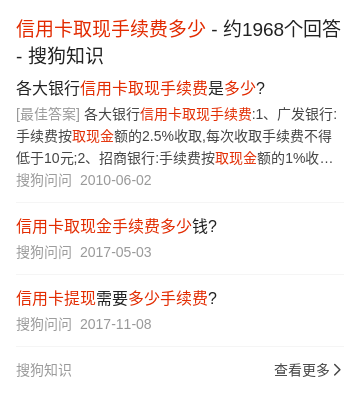 信用卡取现手续费多少 - 约1968个回答
- 搜狗知识
各大银行信用卡取现手续费是多少?
[最佳答案] 各大银行信用卡取现手续费:1、广发银行:
手续费按取现金额的2.5%收取,每次收取手续费不得
低于10元;2、招商银行:手续费按取现金额的1%收…
搜狗问问 2010-06-02
信用卡取现金手续费多少钱?
搜狗问问 2017-05-03
信用卡提现需要多少手续费?
搜狗问问 2017-11-08
搜狗知识 查看更多